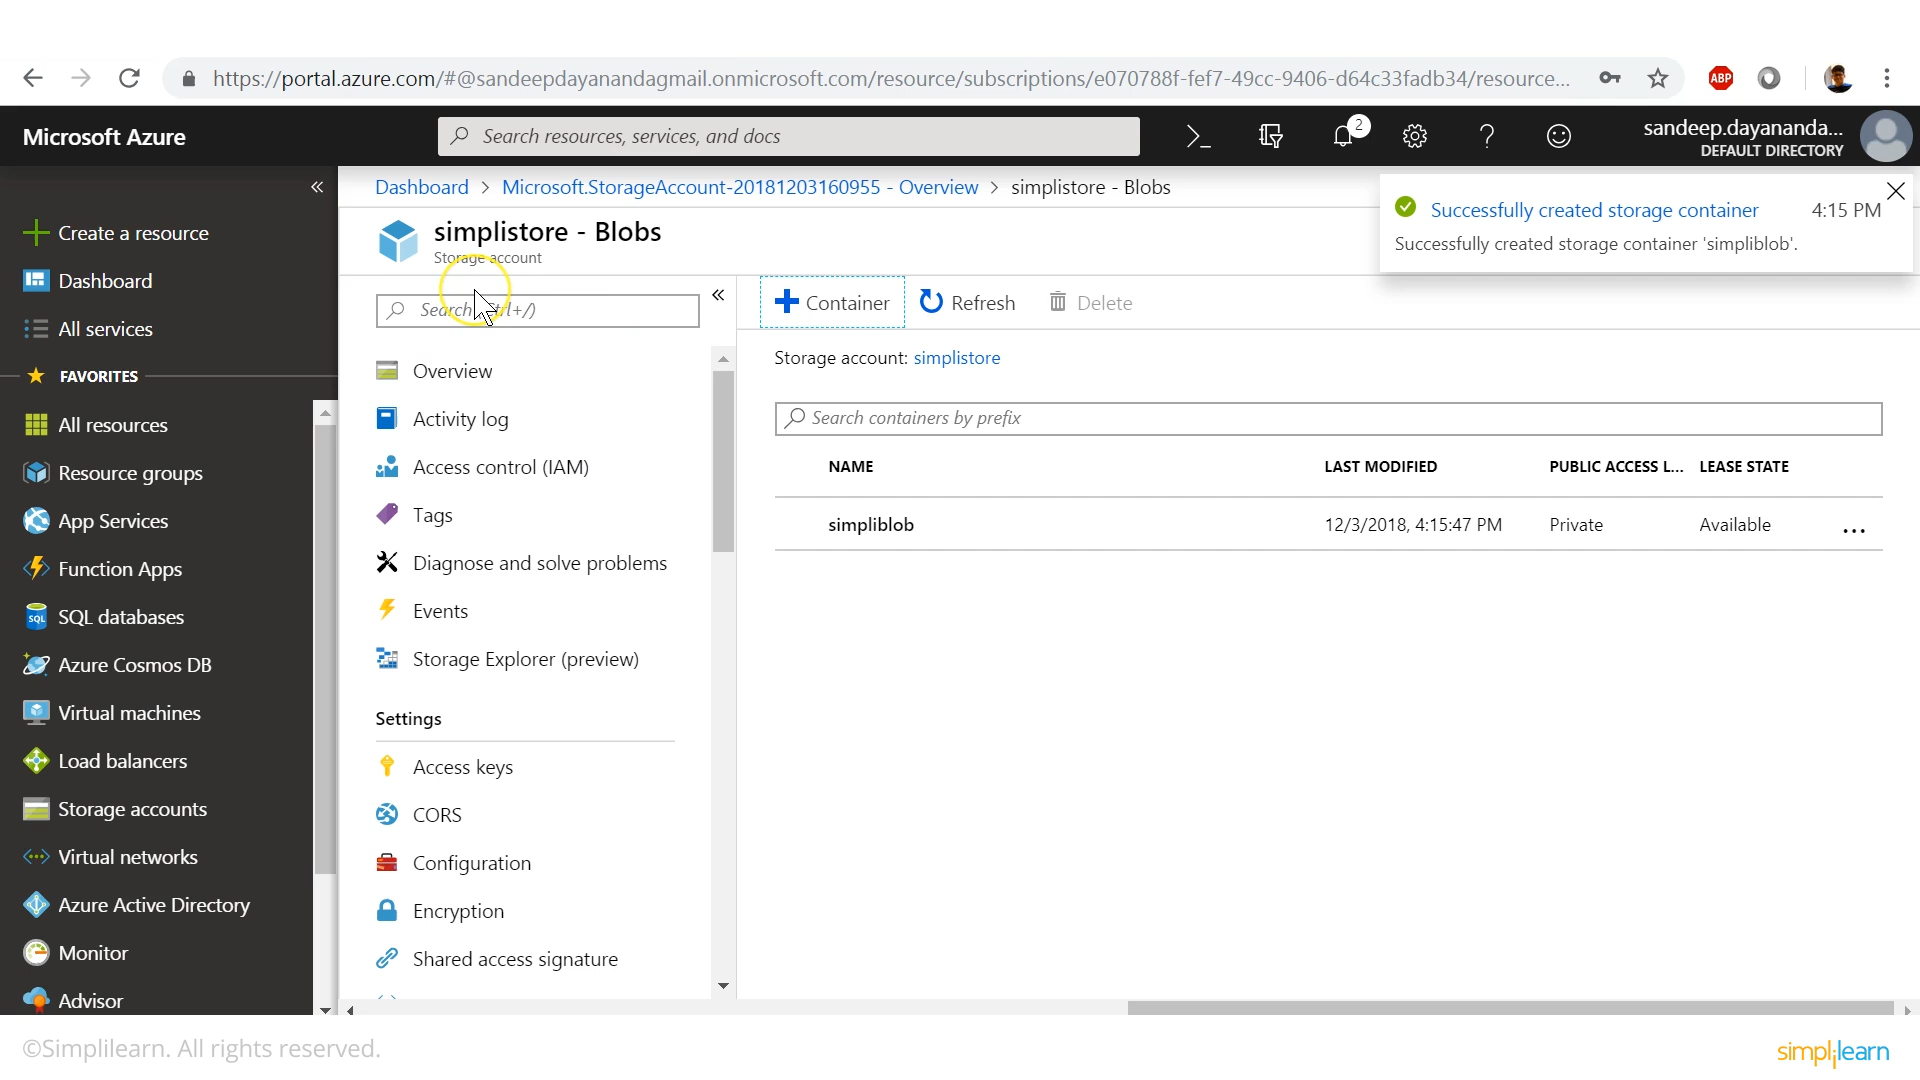 https://portal.azure.com/#@sandeepdayanandagmail.onmicrosoft.com/resource/subscriptions/e070788f-fef7-49cc-9406-d64c33fadb34/resource...
ABP
Microsoft Azure
Search resources, services, and docs
2
sandeep.dayananda...
DEFAULT DIRECTORY
Dashboard > Microsoft.StorageAccount-20181203160955 - Overview > simplistore - Blobs
simplistore - Blobs
Storage account
Successfully created storage container 4:15 PM
Successfully created storage container 'simpliblob'.
Create a resource
Dashboard
All services
FAVORITES
All resources
Resource groups
App Services
Function Apps
SQL databases
Azure Cosmos DB
Virtual machines
Load balancers
Storage accounts
Virtual networks
Azure Active Directory
Monitor
Advisor
Search (Ctrl+/)
Overview
Activity log
Access control (IAM)
Tags
Diagnose and solve problems
Events
Storage Explorer (preview)
Settings
Access keys
CORS
Configuration
Encryption
Shared access signature
Container Refresh Delete
Storage account: simplistore
Search containers by prefix
NAME LAST MODIFIED PUBLIC ACCESS L... LEASE STATE
simpliblob 12/3/2018, 4:15:47 PM Private Available ...
©Simplilearn. All rights reserved.
simplilearn